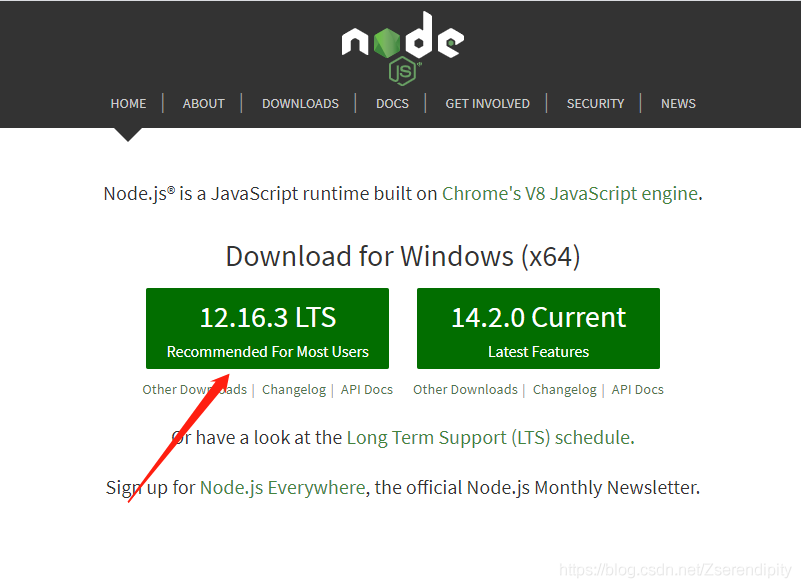 node
JS
HOME | ABOUT | DOWNLOADS | DOCS | GET INVOLVED | SECURITY | NEWS
Node.js® is a JavaScript runtime built on Chrome's V8 JavaScript engine.
Download for Windows (x64)
12.16.3 LTS
Recommended For Most Users
14.2.0 Current
Latest Features
Other Downloads | Changelog | API Docs
Other Downloads | Changelog | API Docs
Or have a look at the Long Term Support (LTS) schedule.
Sign up for Node.js Everywhere, the official Node.js Monthly Newsletter.
https://blog.csdn.net/Zserendipity